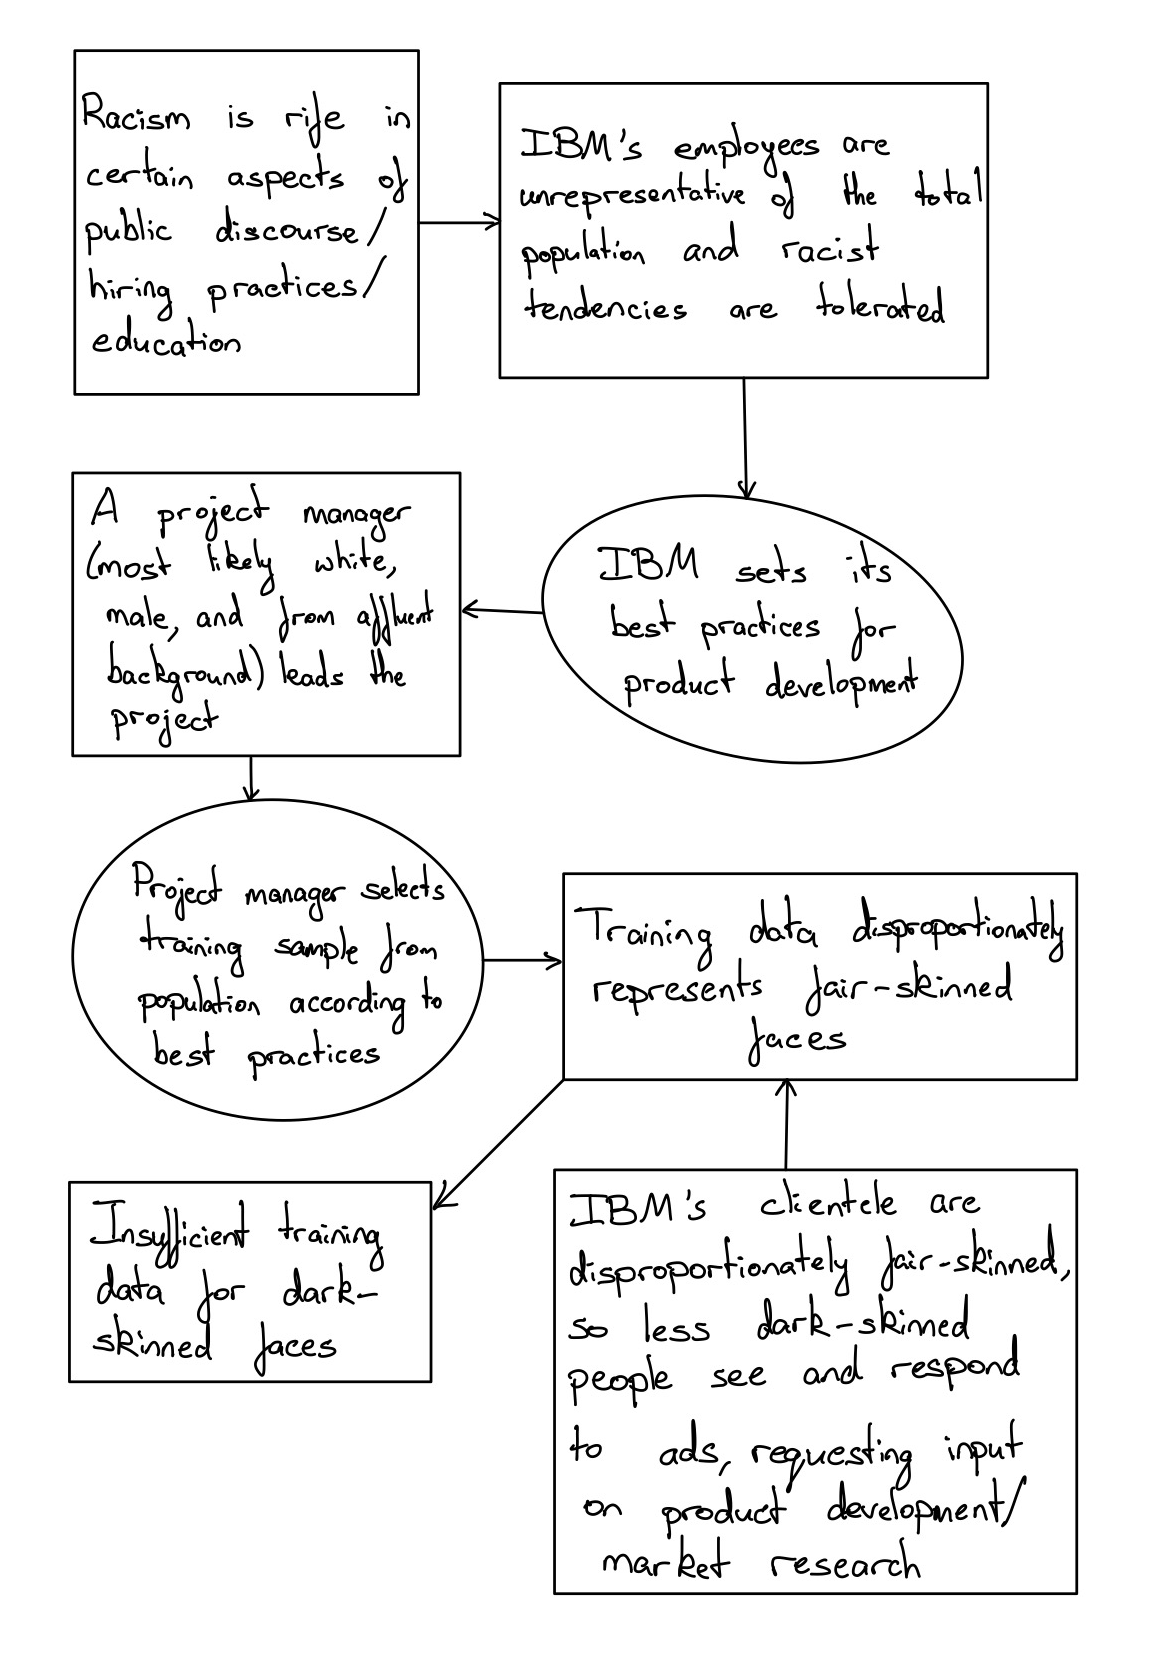 Racism is rife in
certain aspects of
public discourse/
hiring practices/
education
IBM's employees are
unrepresentative of the total
population and racist
tendencies are tolerated
IBM sets its
best practices for
product development
A project manager
(most likely white,
male, and from affluent
background) leads the
project
Project manager selects
training sample from
population according to
best practices
Training data disproportionately
represents fair-skinned
faces
Insufficient training
data for dark-
skinned faces
IBM's clientele are
disproportionately fair-skinned,
so less dark-skinned
people see and respond
to ads, requesting input
on product development/
market research